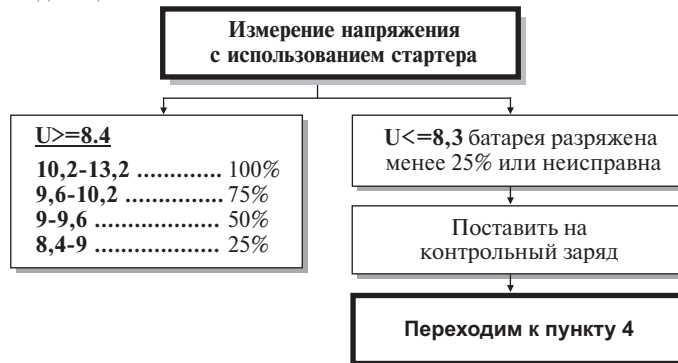 Измерение напряжения
с использованием стартера
U>=8.4
10,2-13,2 ............. 100%
9,6-10,2 ............... 75%
9-9,6 .................... 50%
8,4-9 .................... 25%
U<=8,3 батарея разряжена
менее 25% или неисправна
Поставить на
контрольный заряд
Переходим к пункту 4